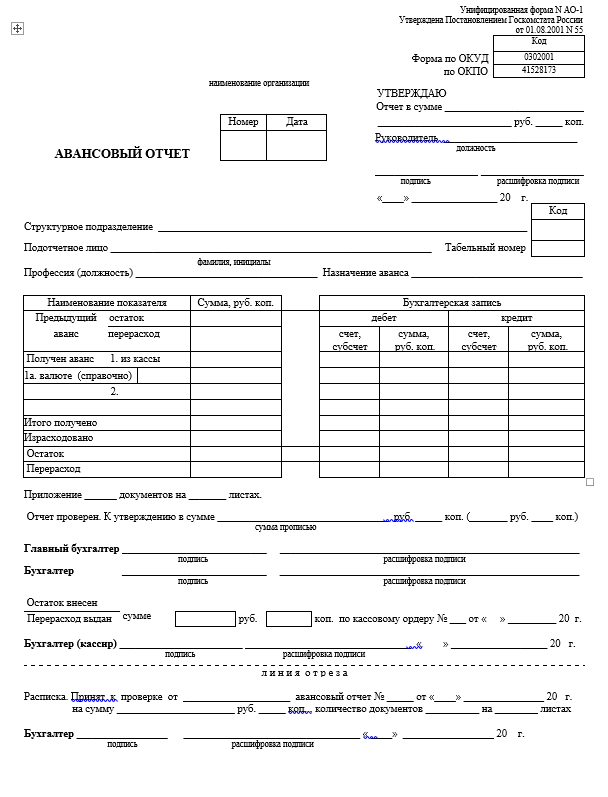 Унифицированная форма N АО-1
Утверждена Постановлением Госкомстата России
от 01.08.2001 N 55
Код
Форма по ОКУД 0302001
по ОКПО 41528173
наименование организации
УТВЕРЖДАЮ
Отчет в сумме
руб. коп.
Номер Дата
Руководитель
должность
АВАНСОВЫЙ ОТЧЕТ
подпись расшифровка подписи
« » 20 г.
Код
Структурное подразделение
Подотчетное лицо Табельный номер
фамилия, инициалы
Профессия (должность) Назначение аванса
Наименование показателя Сумма, руб. коп. Бухгалтерская запись
Предыдущий остаток дебет кредит
аванс перерасход счет, сумма, счет, сумма,
субсчет руб. коп. субсчет руб. коп.
Получен аванс 1. из кассы
1а. валюте (справочно)
2.
Итого получено
Израсходовано
Остаток
Перерасход
Приложение документов на листах.
Отчет проверен. К утверждению в сумме руб. коп. ( руб. коп.)
сумма прописью
Главный бухгалтер
подпись расшифровка подписи
Бухгалтер
подпись расшифровка подписи
Остаток внесен
Перерасход выдан сумме руб. коп. по кассовому ордеру № от « » 20 г.
Бухгалтер (кассир) « » 20 г.
подпись расшифровка подписи
линия отреза
Расписка. Принят к проверке от авансовый отчет № от « » 20 г.
на сумму руб. коп., количество документов на листах
Бухгалтер « » 20 г.
подпись расшифровка подписи